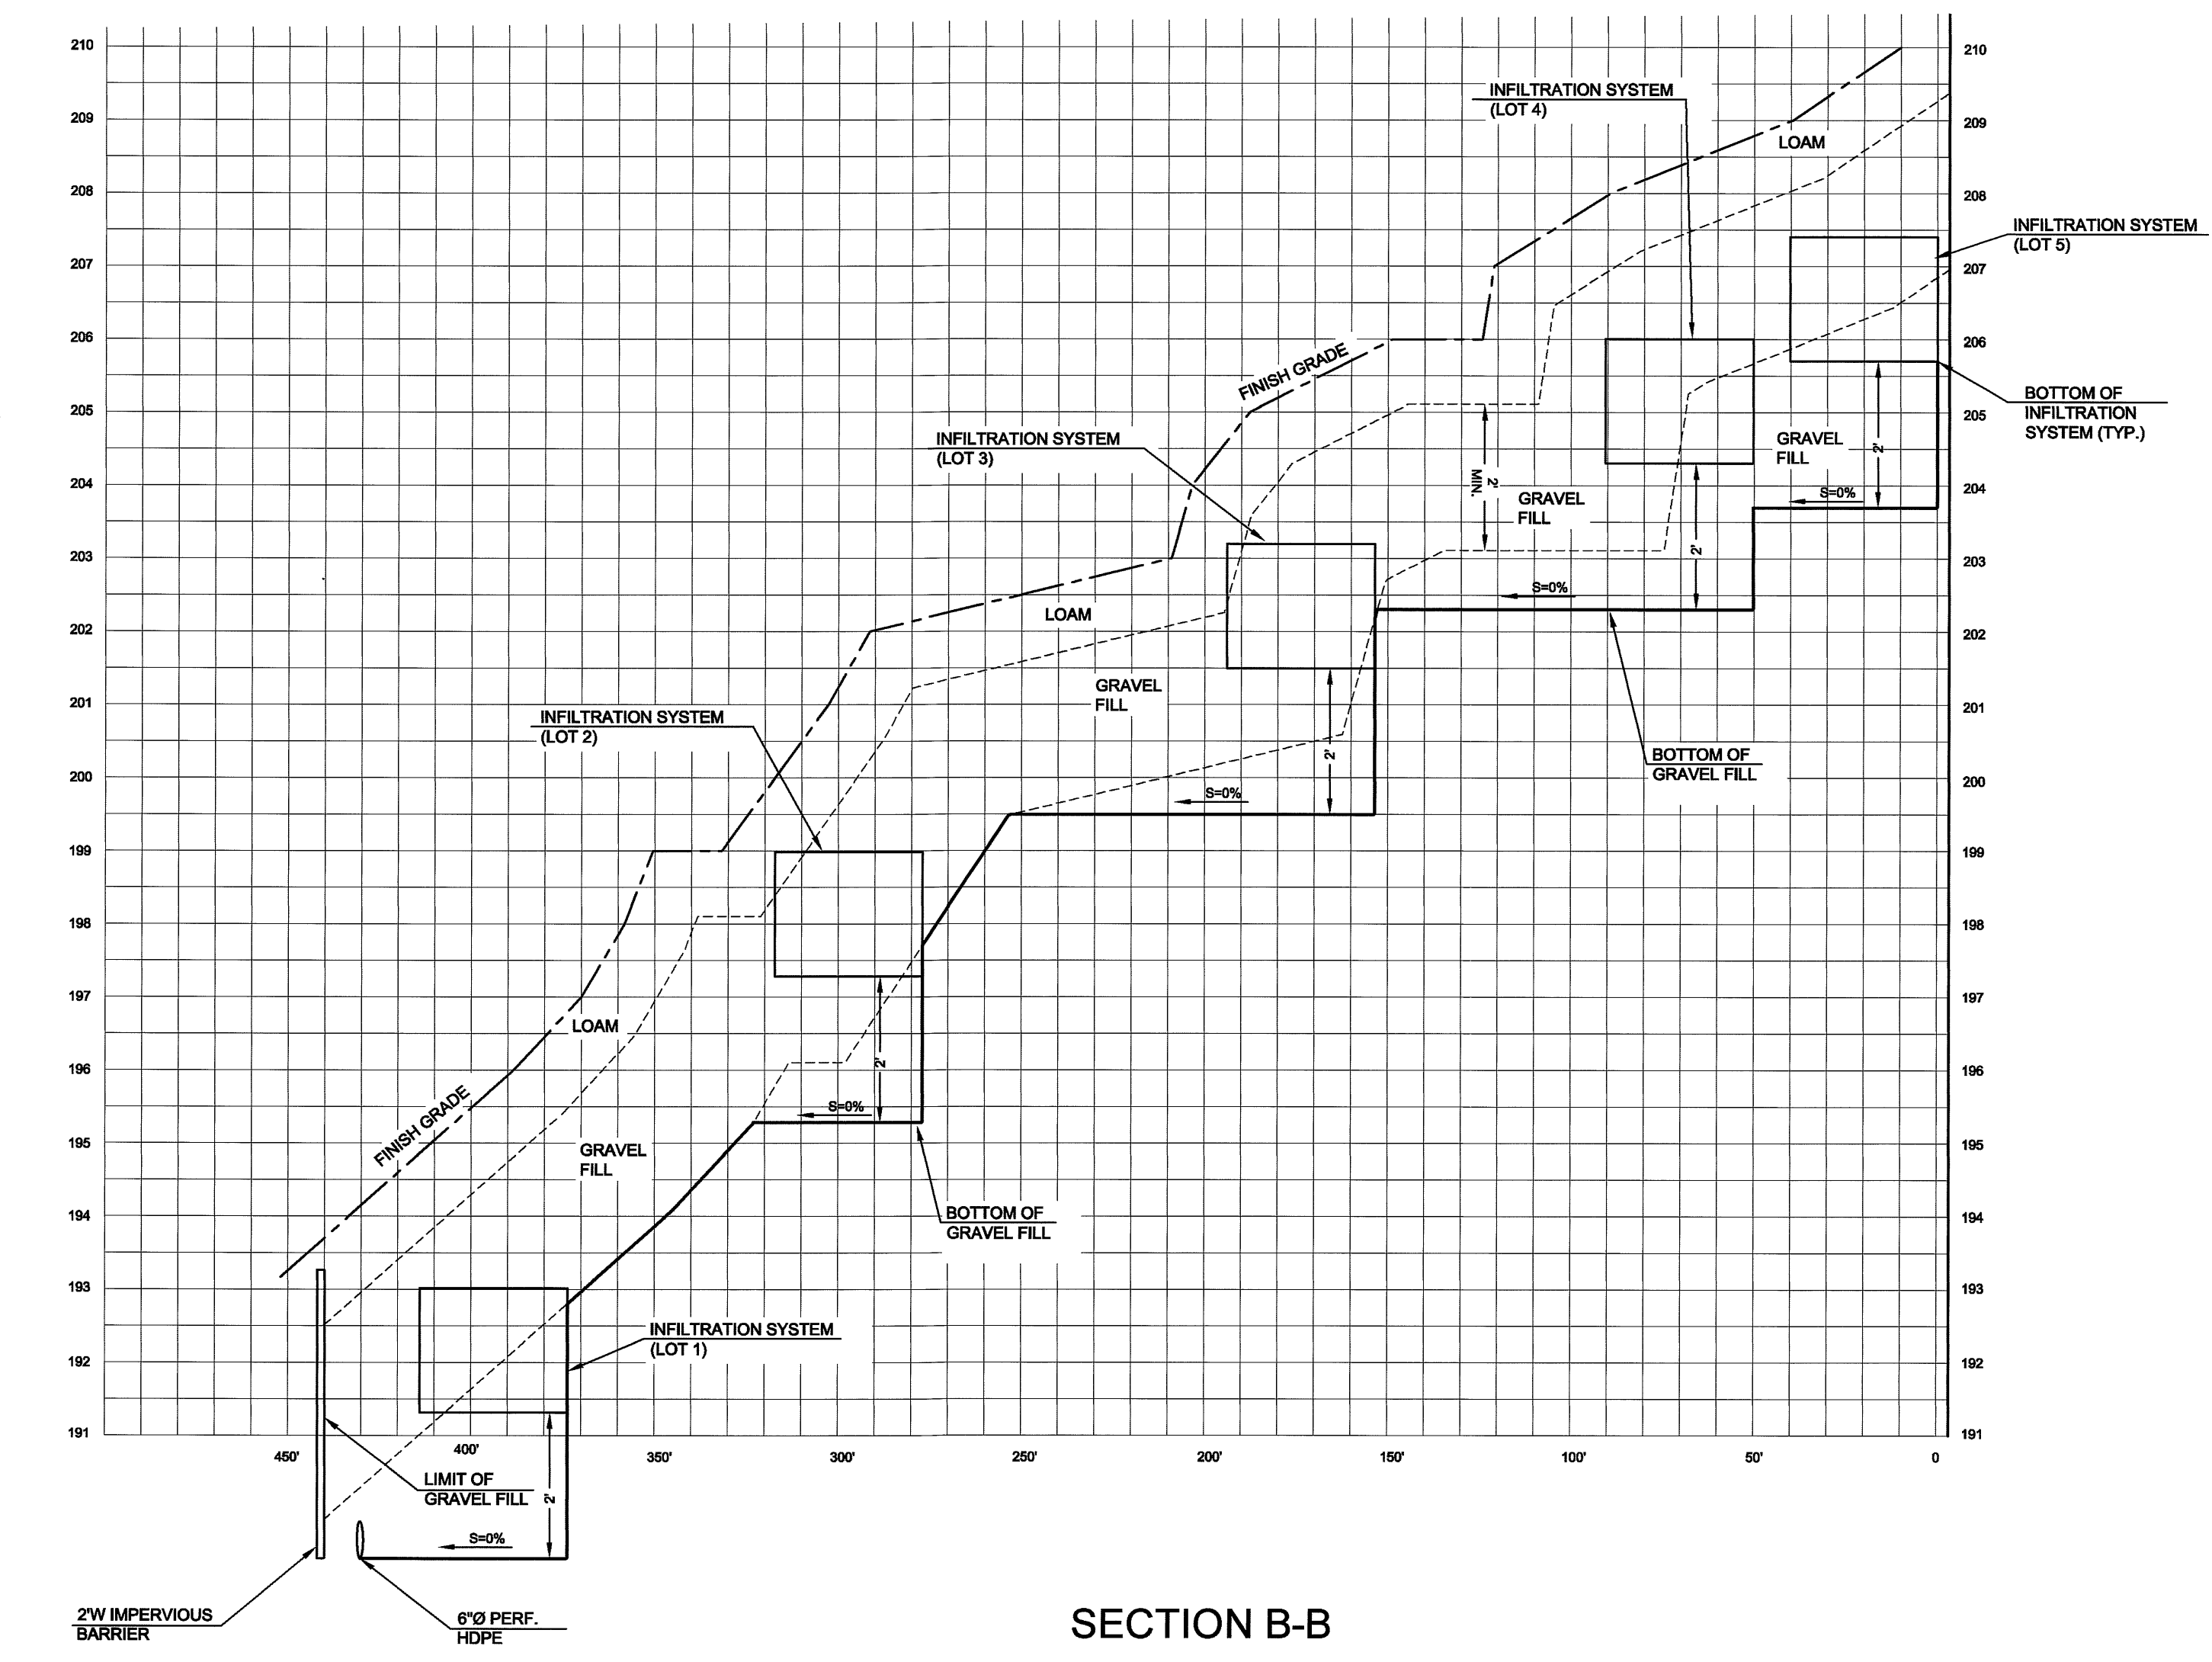 210
209
208
207
206
205
204
203
202
201
200
199
198
197
196
195
194
193
192
191
210
209
208
207
206
205
204
203
202
201
200
199
198
197
196
195
194
193
192
191
450'
400'
350'
300'
250'
200'
150'
100'
50'
0
INFILTRATION SYSTEM
(LOT 4)
LOAM
INFILTRATION SYSTEM
(LOT 5)
FINISH GRADE
BOTTOM OF
INFILTRATION
SYSTEM (TYP.)
INFILTRATION SYSTEM
(LOT 3)
GRAVEL
FILL
2'
2'
MIN.
S=0%
GRAVEL
FILL
2'
S=0%
LOAM
GRAVEL
FILL
INFILTRATION SYSTEM
(LOT 2)
2'
S=0%
BOTTOM OF
GRAVEL FILL
LOAM
2'
S=0%
FINISH GRADE
GRAVEL
FILL
BOTTOM OF
GRAVEL FILL
INFILTRATION SYSTEM
(LOT 1)
LIMIT OF
GRAVEL FILL
2'
S=0%
2'W IMPERVIOUS
BARRIER
6"Ø PERF.
HDPE
SECTION B-B